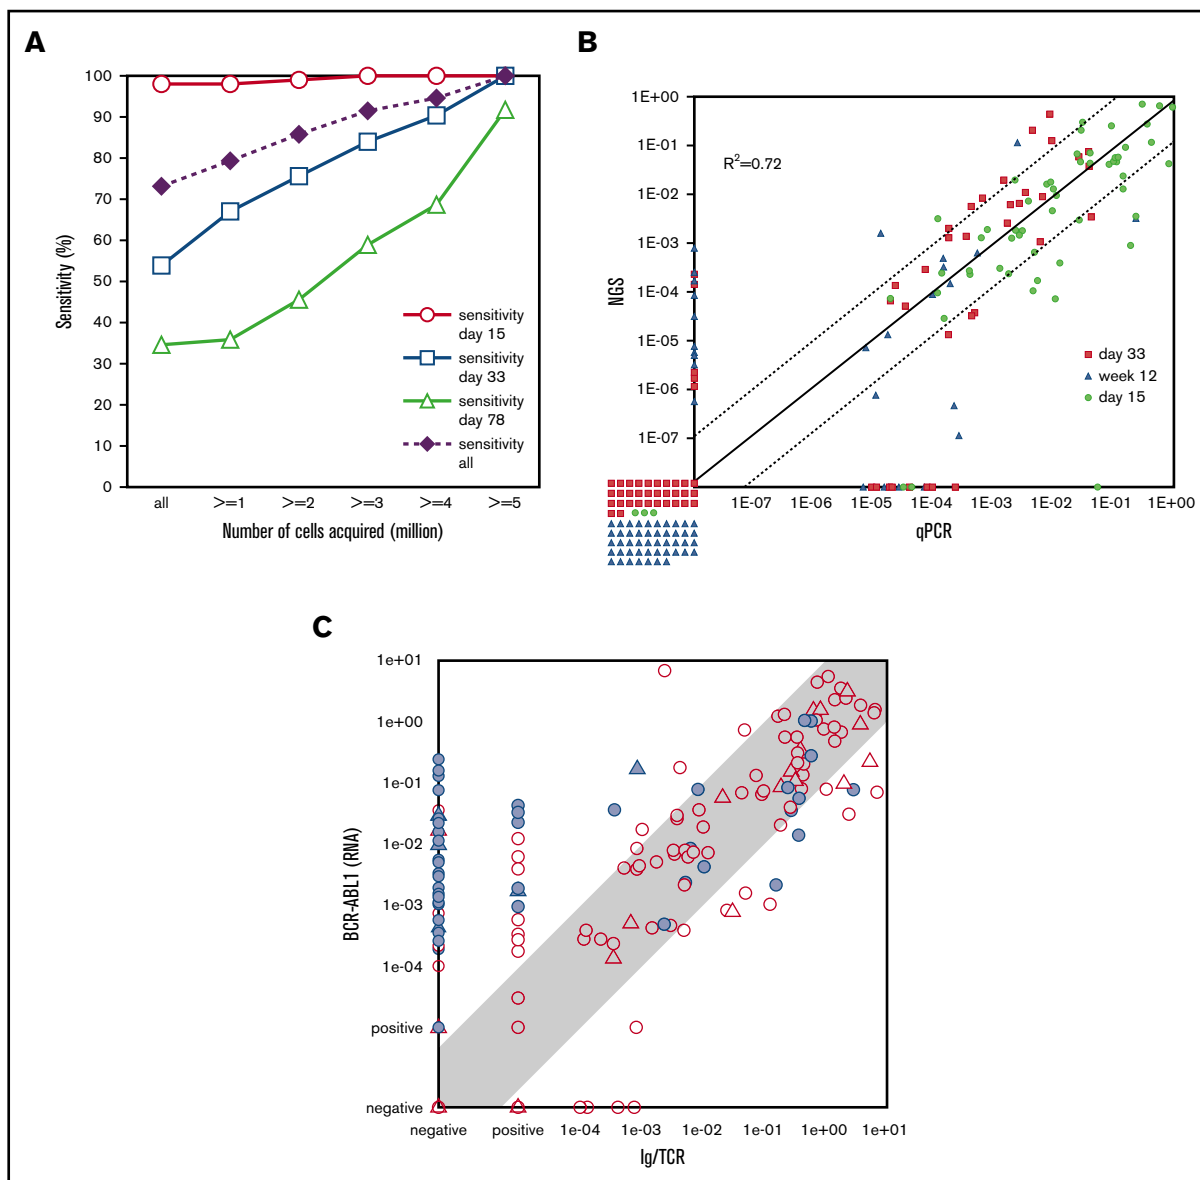 A
100
90
80
70
60
50
40
30
20
10
0
Sensitivity (%)
all
>=1
>=2
>=3
>=4
>=5
Number of cells acquired (million)
sensitivity
day 15
sensitivity
day 33
sensitivity
day 78
sensitivity
all
B
1E+00
1E-01
1E-02
1E-03
1E-04
1E-05
1E-06
1E-07
NGS
R²=0.72
day 33
week 12
day 15
1E-07
1E-06
1E-05
1E-04
1E-03
1E-02
1E-01
1E+00
qPCR
C
1e+01
1e+00
1e-01
1e-02
1e-03
1e-04
positive
negative
BCR-ABL1 (RNA)
negative
positive
1e-04
1e-03
1e-02
1e-01
1e+00
1e+01
Ig/TCR